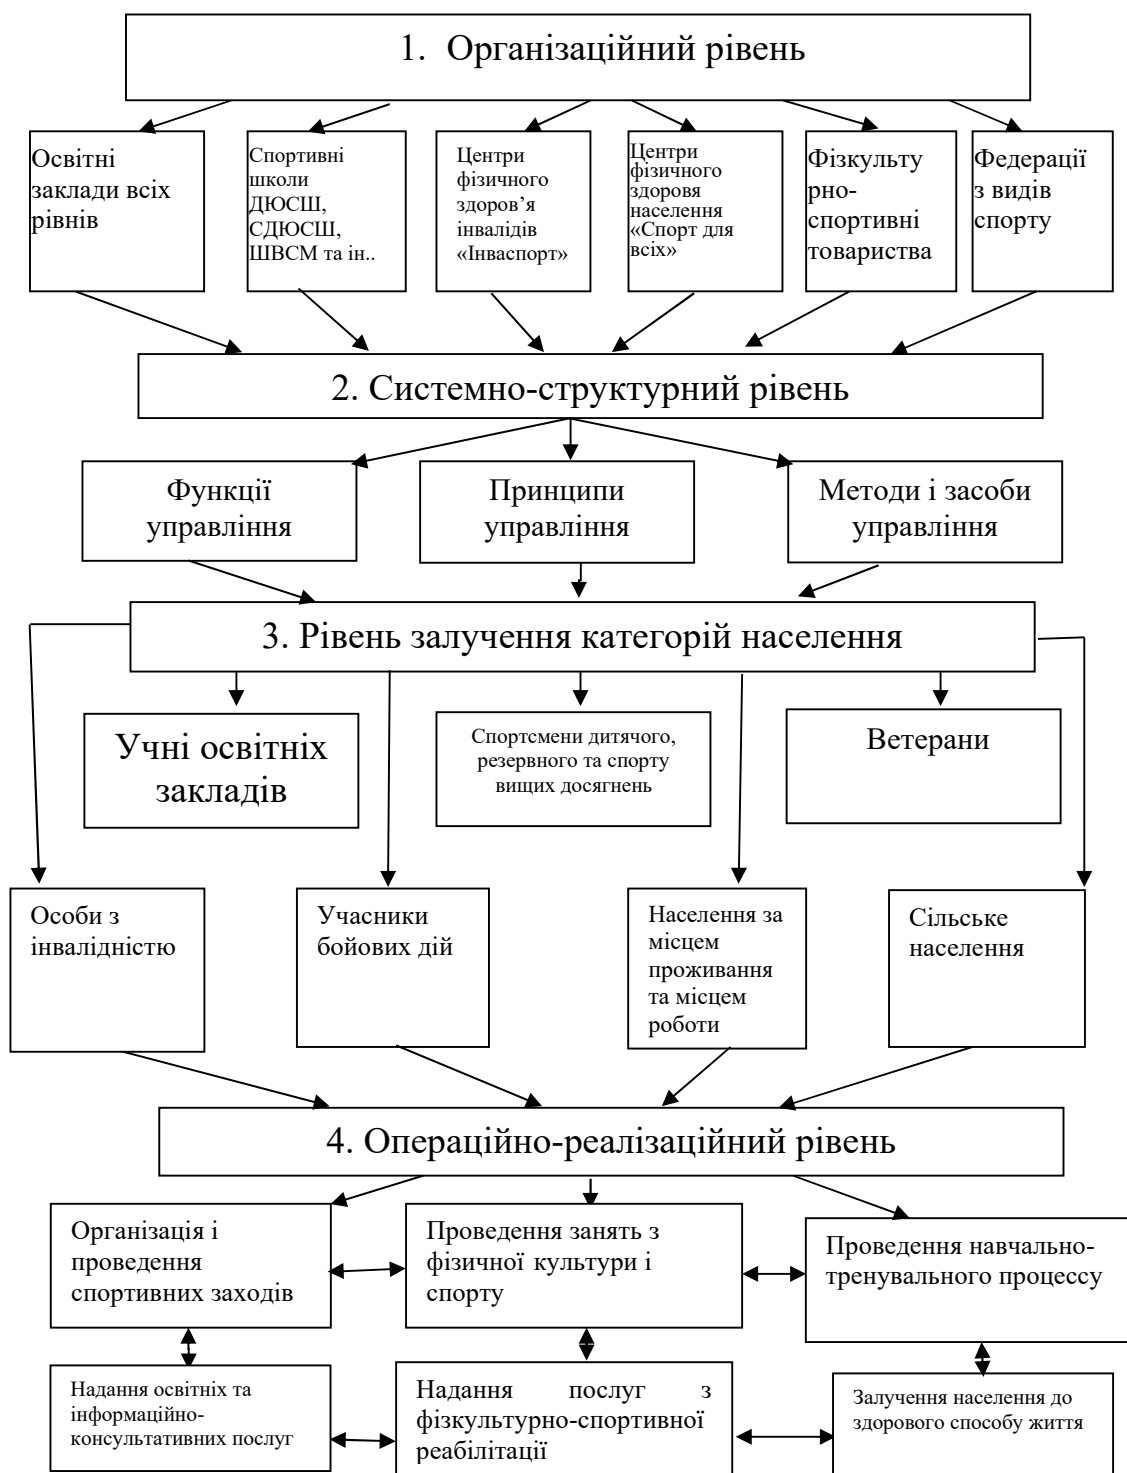 1. Організаційний рівень
Освітні
заклади всіх
рівнів
Спортивні
школи
ДЮСШ,
СДЮСШ,
ШВСМ та ін..
Центри
фізичного
здоров’я
інвалідів
«Інваспорт»
Центри
фізичного
здоровя
населення
«Спорт для
всіх»
Фізкульту
рно-
спортивні
товариства
Федерації
з видів
спорту
2. Системно-структурний рівень
Функції
управління
Принципи
управління
Методи і засоби
управління
3. Рівень залучення категорій населення
Учні освітніх
закладів
Спортсмени дитячого,
резервного та спорту
вищих досягнень
Ветерани
Особи з
інвалідністю
Учасники
бойових дій
Населення за
місцем
проживання
та місцем
роботи
Сільське
населення
4. Операційно-реалізаційний рівень
Організація і
проведення
спортивних заходів
Проведення занять з
фізичної культури і
спорту
Проведення навчально-
тренувального процессу
Надання освітніх та
інформаційно-
консультативних послуг
Надання послуг з
фізкультурно-спортивної
реабілітації
Залучення населення до
здорового способу життя